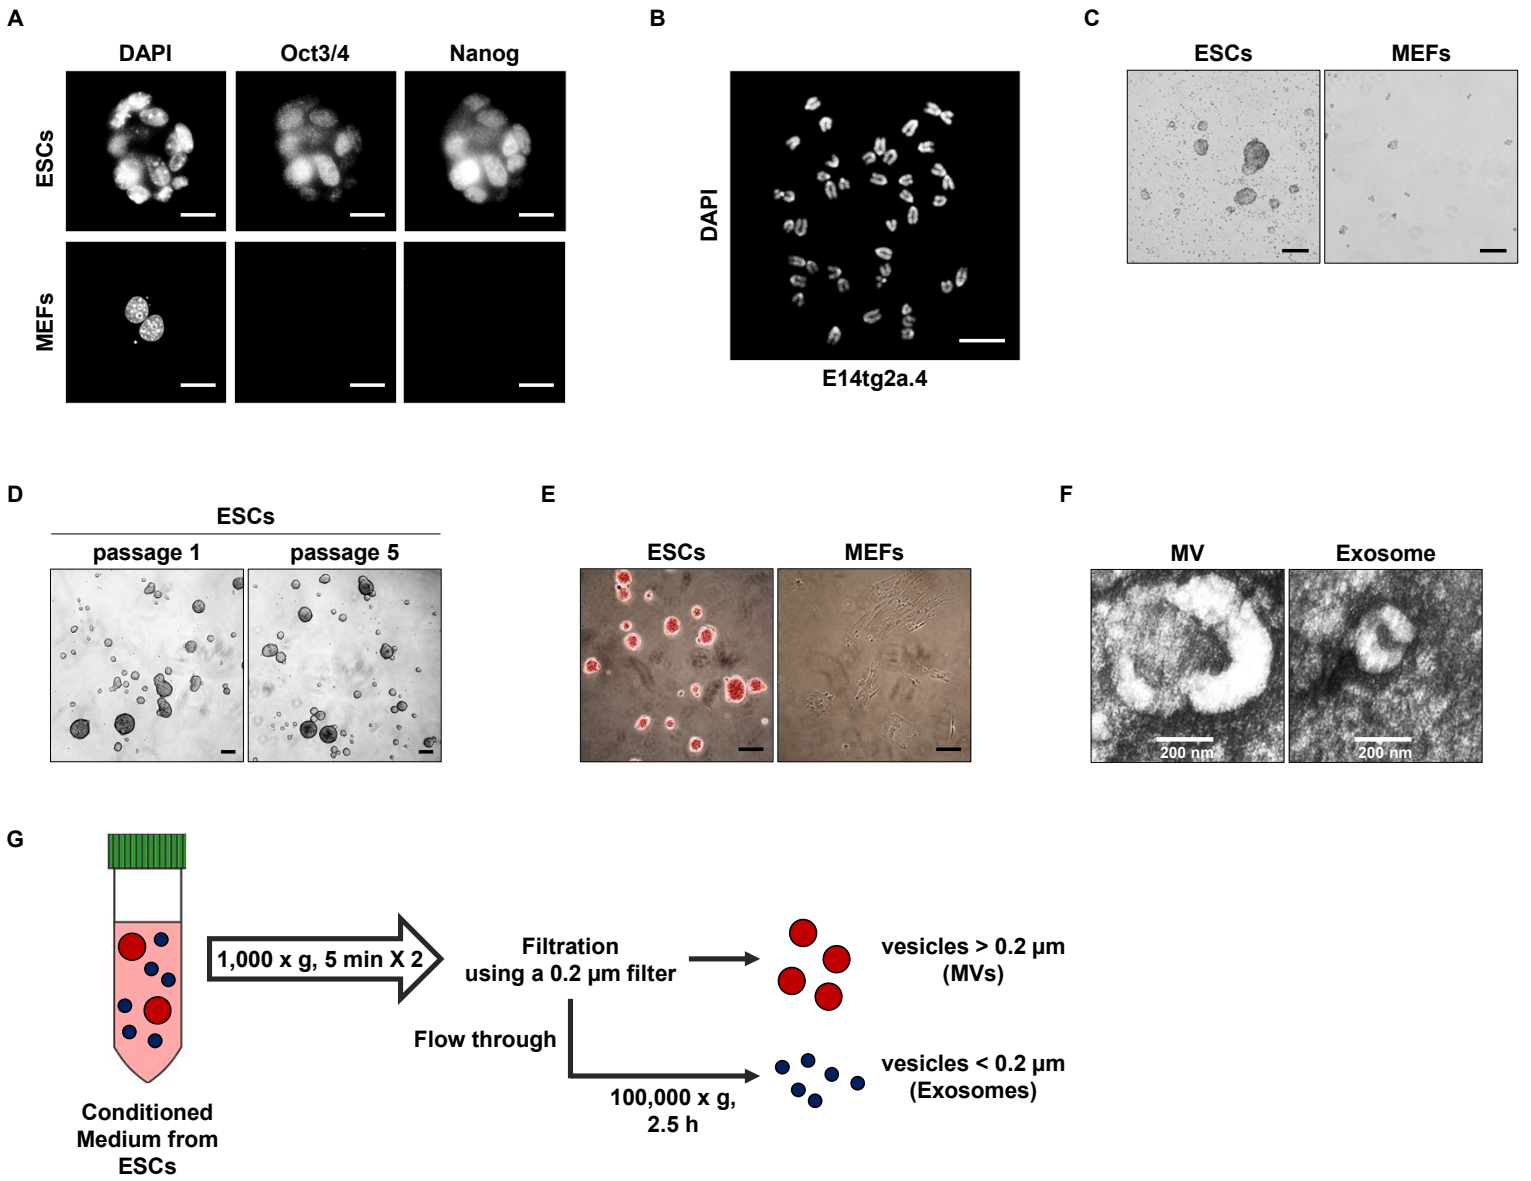 A
DAPI
Oct3/4
Nanog
ESCs
MEFs
B
DAPI
E14tg2a.4
C
ESCs
MEFs
D
ESCs
passage 1
passage 5
E
ESCs
MEFs
F
MV
Exosome
200 nm
200 nm
G
1,000 x g, 5 min X 2
Filtration
using a 0.2 µm filter
vesicles > 0.2 µm
(MVs)
Flow through
100,000 x g,
2.5 h
vesicles < 0.2 µm
(Exosomes)
Conditioned
Medium from
ESCs